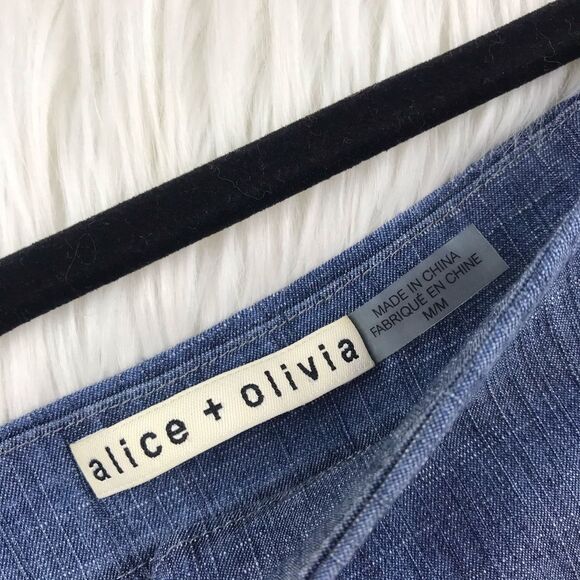 alice + olivia
MADE IN CHINA
FABRIQUÉ EN CHINE
M/M